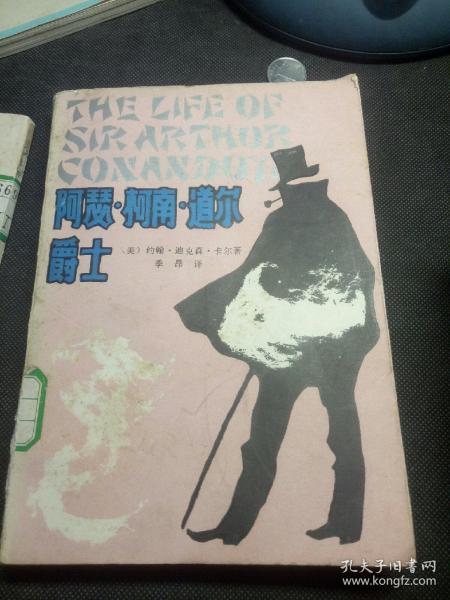 THE LIFE OF
SIR ARTHUR
CONAN DOYLE
阿瑟·柯南·道尔
爵士
（美）约翰·迪克森·卡尔著
季昂译
孔夫子旧书网
www.kongfz.com